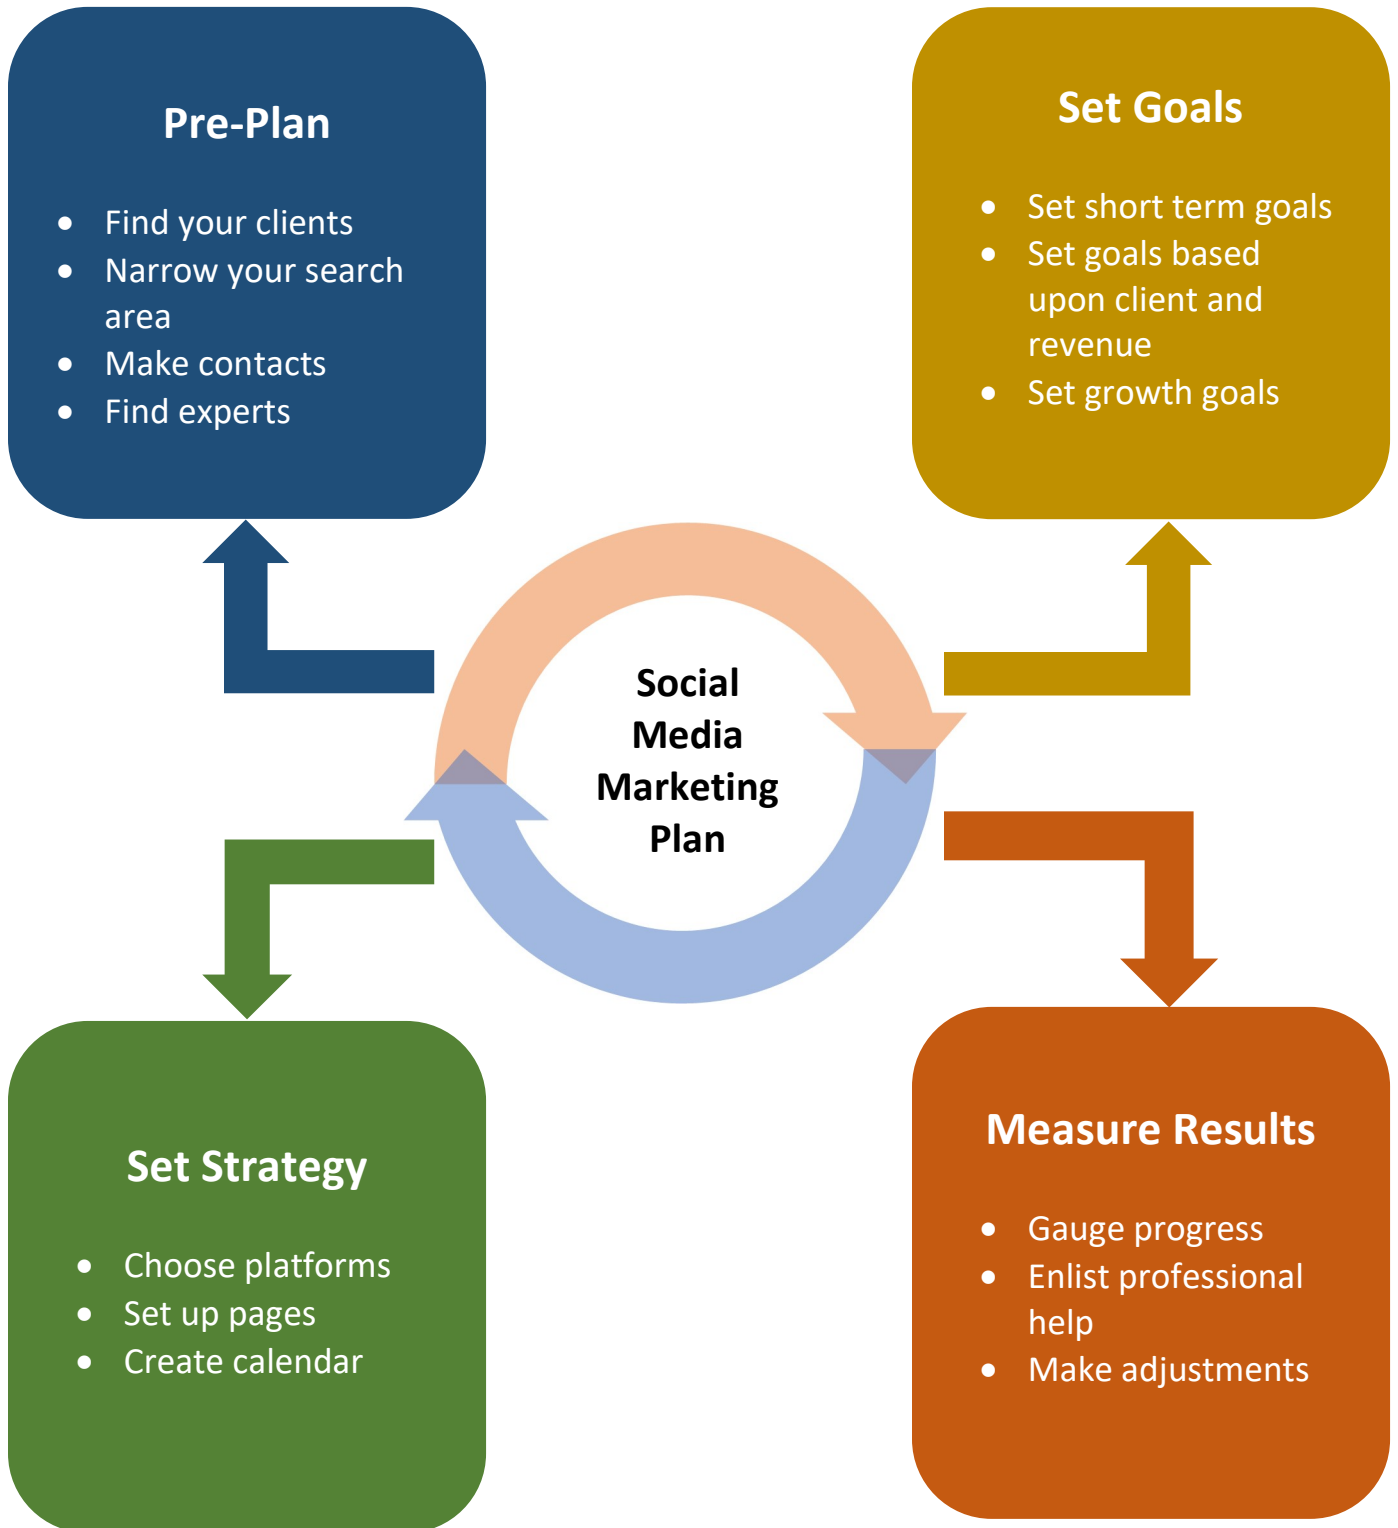 Pre-Plan
• Find your clients
• Narrow your search
area
• Make contacts
• Find experts
Set Goals
• Set short term goals
• Set goals based
upon client and
revenue
• Set growth goals
Social
Media
Marketing
Plan
Set Strategy
• Choose platforms
• Set up pages
• Create calendar
Measure Results
• Gauge progress
• Enlist professional
help
• Make adjustments